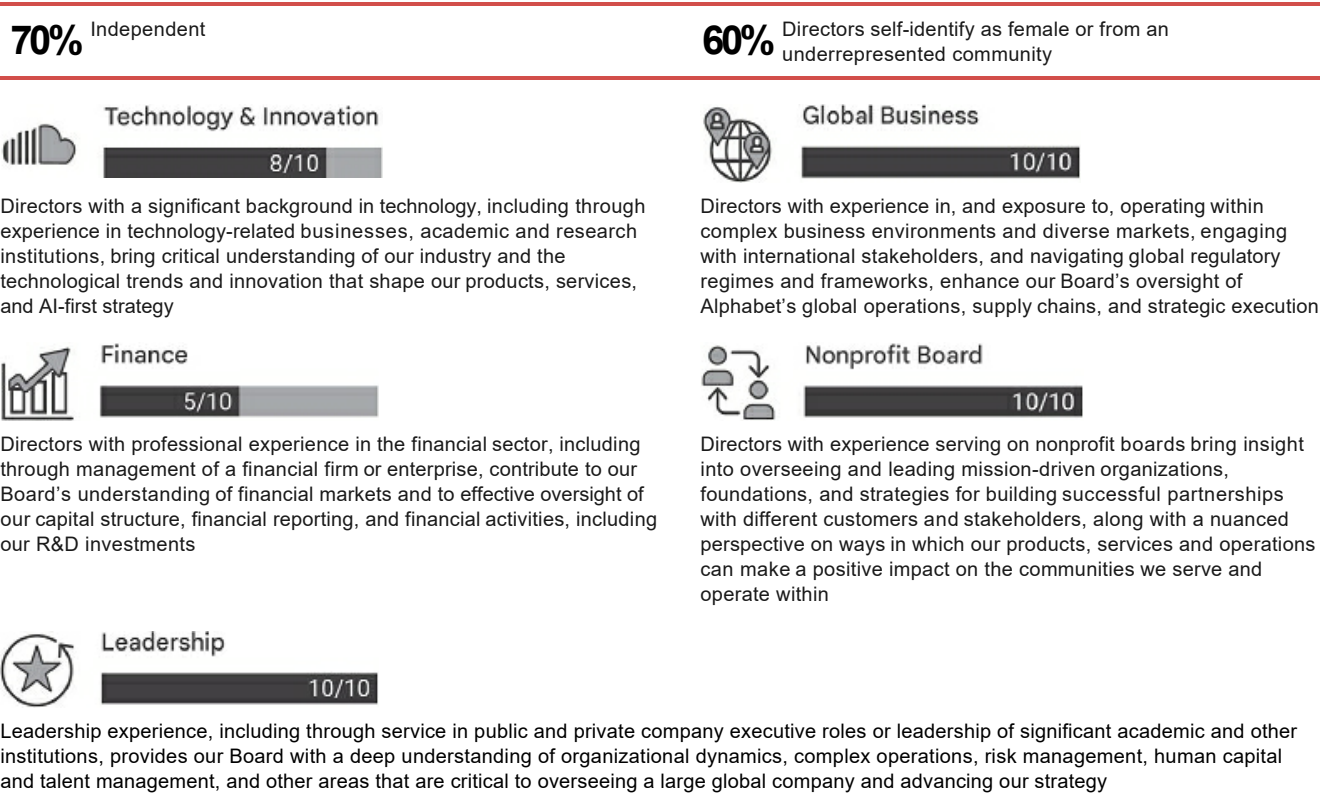 70% Independent
60% Directors self-identify as female or from an
underrepresented community
Technology & Innovation
8/10
Directors with a significant background in technology, including through
experience in technology-related businesses, academic and research
institutions, bring critical understanding of our industry and the
technological trends and innovation that shape our products, services,
and AI-first strategy
Global Business
10/10
Directors with experience in, and exposure to, operating within
complex business environments and diverse markets, engaging
with international stakeholders, and navigating global regulatory
regimes and frameworks, enhance our Board’s oversight of
Alphabet’s global operations, supply chains, and strategic execution
Finance
5/10
Directors with professional experience in the financial sector, including
through management of a financial firm or enterprise, contribute to our
Board’s understanding of financial markets and to effective oversight of
our capital structure, financial reporting, and financial activities, including
our R&D investments
Nonprofit Board
10/10
Directors with experience serving on nonprofit boards bring insight
into overseeing and leading mission-driven organizations,
foundations, and strategies for building successful partnerships
with different customers and stakeholders, along with a nuanced
perspective on ways in which our products, services and operations
can make a positive impact on the communities we serve and
operate within
Leadership
10/10
Leadership experience, including through service in public and private company executive roles or leadership of significant academic and other
institutions, provides our Board with a deep understanding of organizational dynamics, complex operations, risk management, human capital
and talent management, and other areas that are critical to overseeing a large global company and advancing our strategy